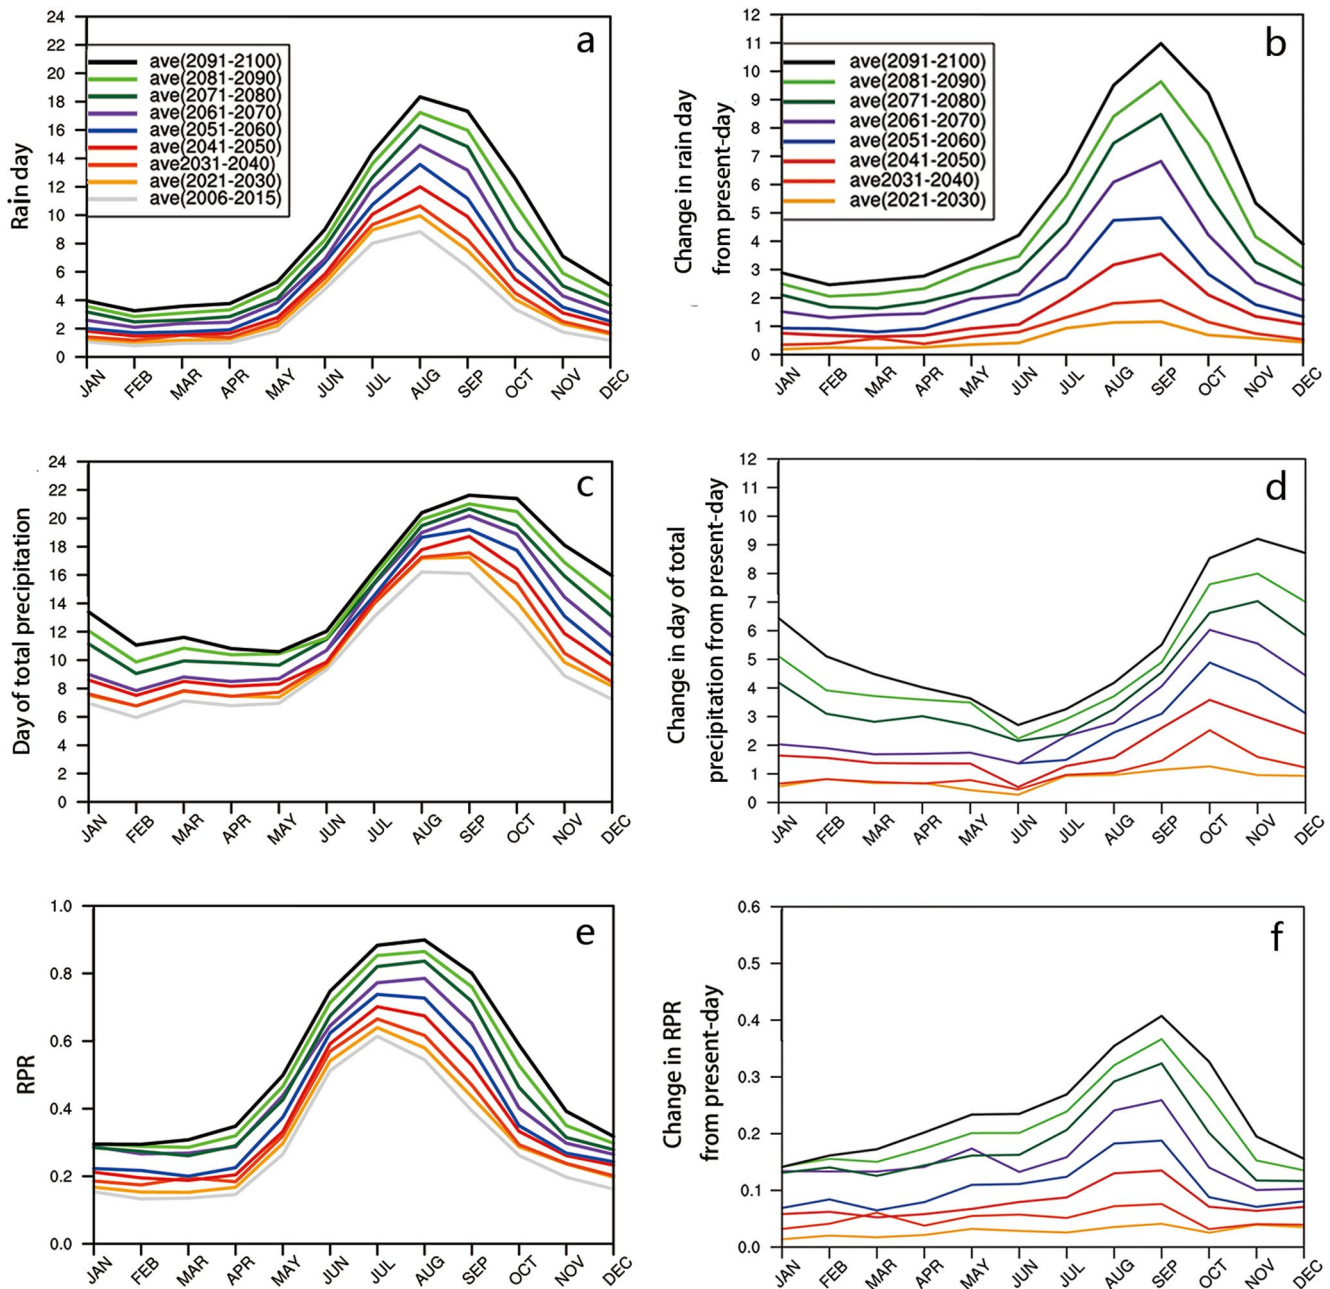 a
Rain day
24
22
20
18
16
14
12
10
8
6
4
2
0
ave(2091-2100)
ave(2081-2090)
ave(2071-2080)
ave(2061-2070)
ave(2051-2060)
ave(2041-2050)
ave2031-2040)
ave(2021-2030)
ave(2006-2015)
JAN FEB MAR APR MAY JUN JUL AUG SEP OCT NOV DEC
b
Change in rain day
from present-day
12
11
10
9
8
7
6
5
4
3
2
1
0
ave(2091-2100)
ave(2081-2090)
ave(2071-2080)
ave(2061-2070)
ave(2051-2060)
ave(2041-2050)
ave2031-2040)
ave(2021-2030)
JAN FEB MAR APR MAY JUN JUL AUG SEP OCT NOV DEC
c
Day of total precipitation
24
22
20
18
16
14
12
10
8
6
4
2
0
JAN FEB MAR APR MAY JUN JUL AUG SEP OCT NOV DEC
d
Change in day of total
precipitation from present-day
12
11
10
9
8
7
6
5
4
3
2
1
0
JAN FEB MAR APR MAY JUN JUL AUG SEP OCT NOV DEC
e
RPR
1.0
0.8
0.6
0.4
0.2
0.0
JAN FEB MAR APR MAY JUN JUL AUG SEP OCT NOV DEC
f
Change in RPR
from present-day
0.6
0.5
0.4
0.3
0.2
0.1
0.0
JAN FEB MAR APR MAY JUN JUL AUG SEP OCT NOV DEC